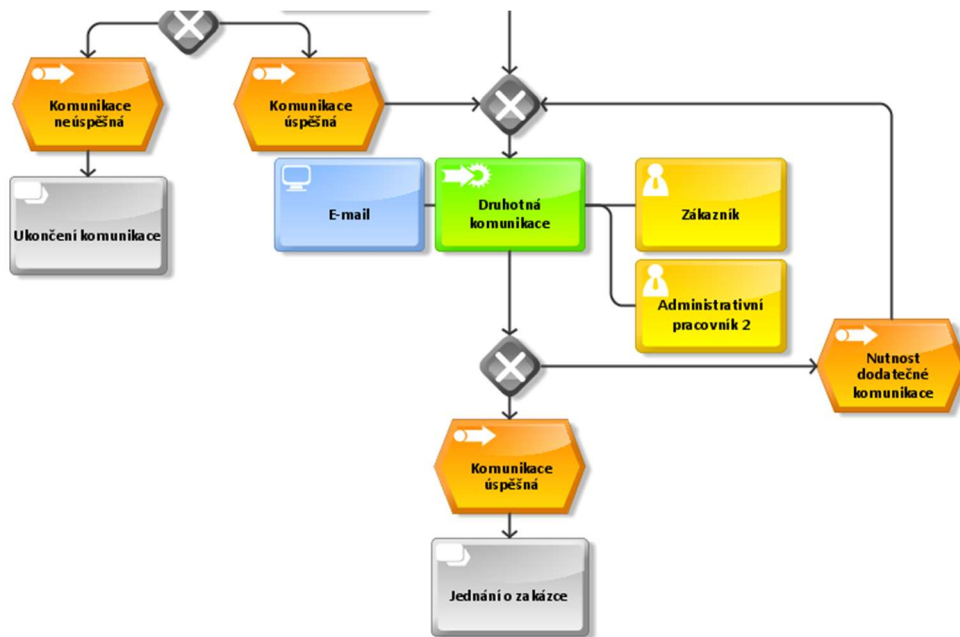 Komunikace
neúspěšná
Komunikace
úspěšná
Ukončení komunikace
E-mail
Druhotná
komunikace
Zákazník
Administrativní
pracovník 2
Nutnost
dodatečné
komunikace
Komunikace
úspěšná
Jednání o zakázce